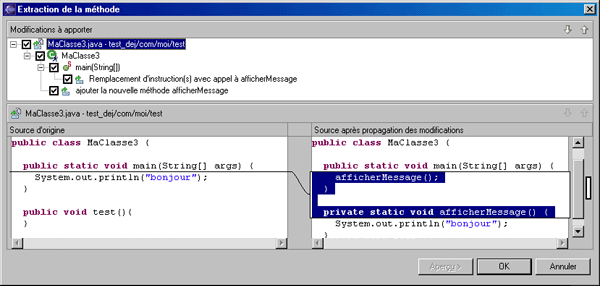 Extraction de la méthode
Modifications à apporter
MaClasse3.java - test_dej/com/moi/test
MaClasse3
main(String[])
Remplacement d'instruction(s) avec appel à afficherMessage
ajouter la nouvelle méthode afficherMessage
MaClasse3.java - test_dej/com/moi/test
Source d'origine
public class MaClasse3 {
public static void main(String[] args) {
System.out.println("bonjour");
}
public void test(){
}
Source après propagation des modifications
public class MaClasse3 {
public static void main(String[] args) {
afficherMessage();
}
private static void afficherMessage() {
System.out.println("bonjour");
}
Aperçu >
OK
Annuler